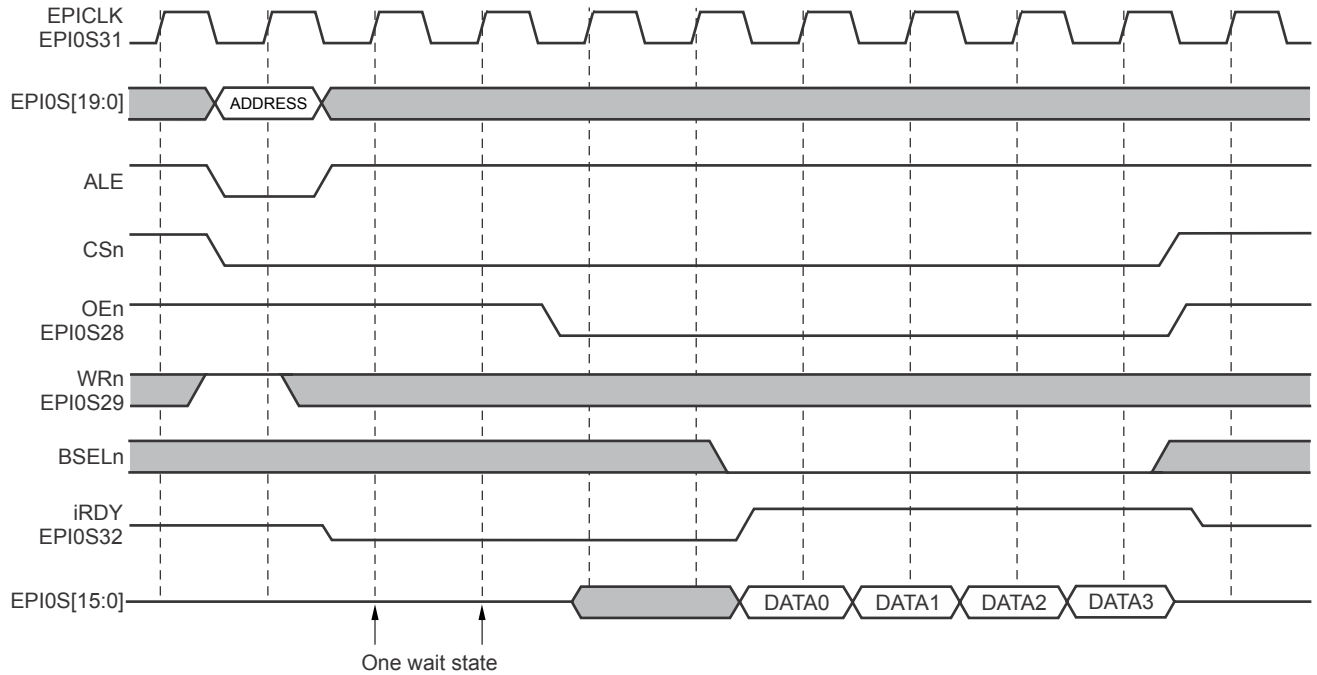 EPICLK
EPI0S31
EPI0S[19:0]
ADDRESS
ALE
CSn
OEn
EPI0S28
WRn
EPI0S29
BSELn
iRDY
EPI0S32
EPI0S[15:0]
DATA0 DATA1 DATA2 DATA3
One wait state